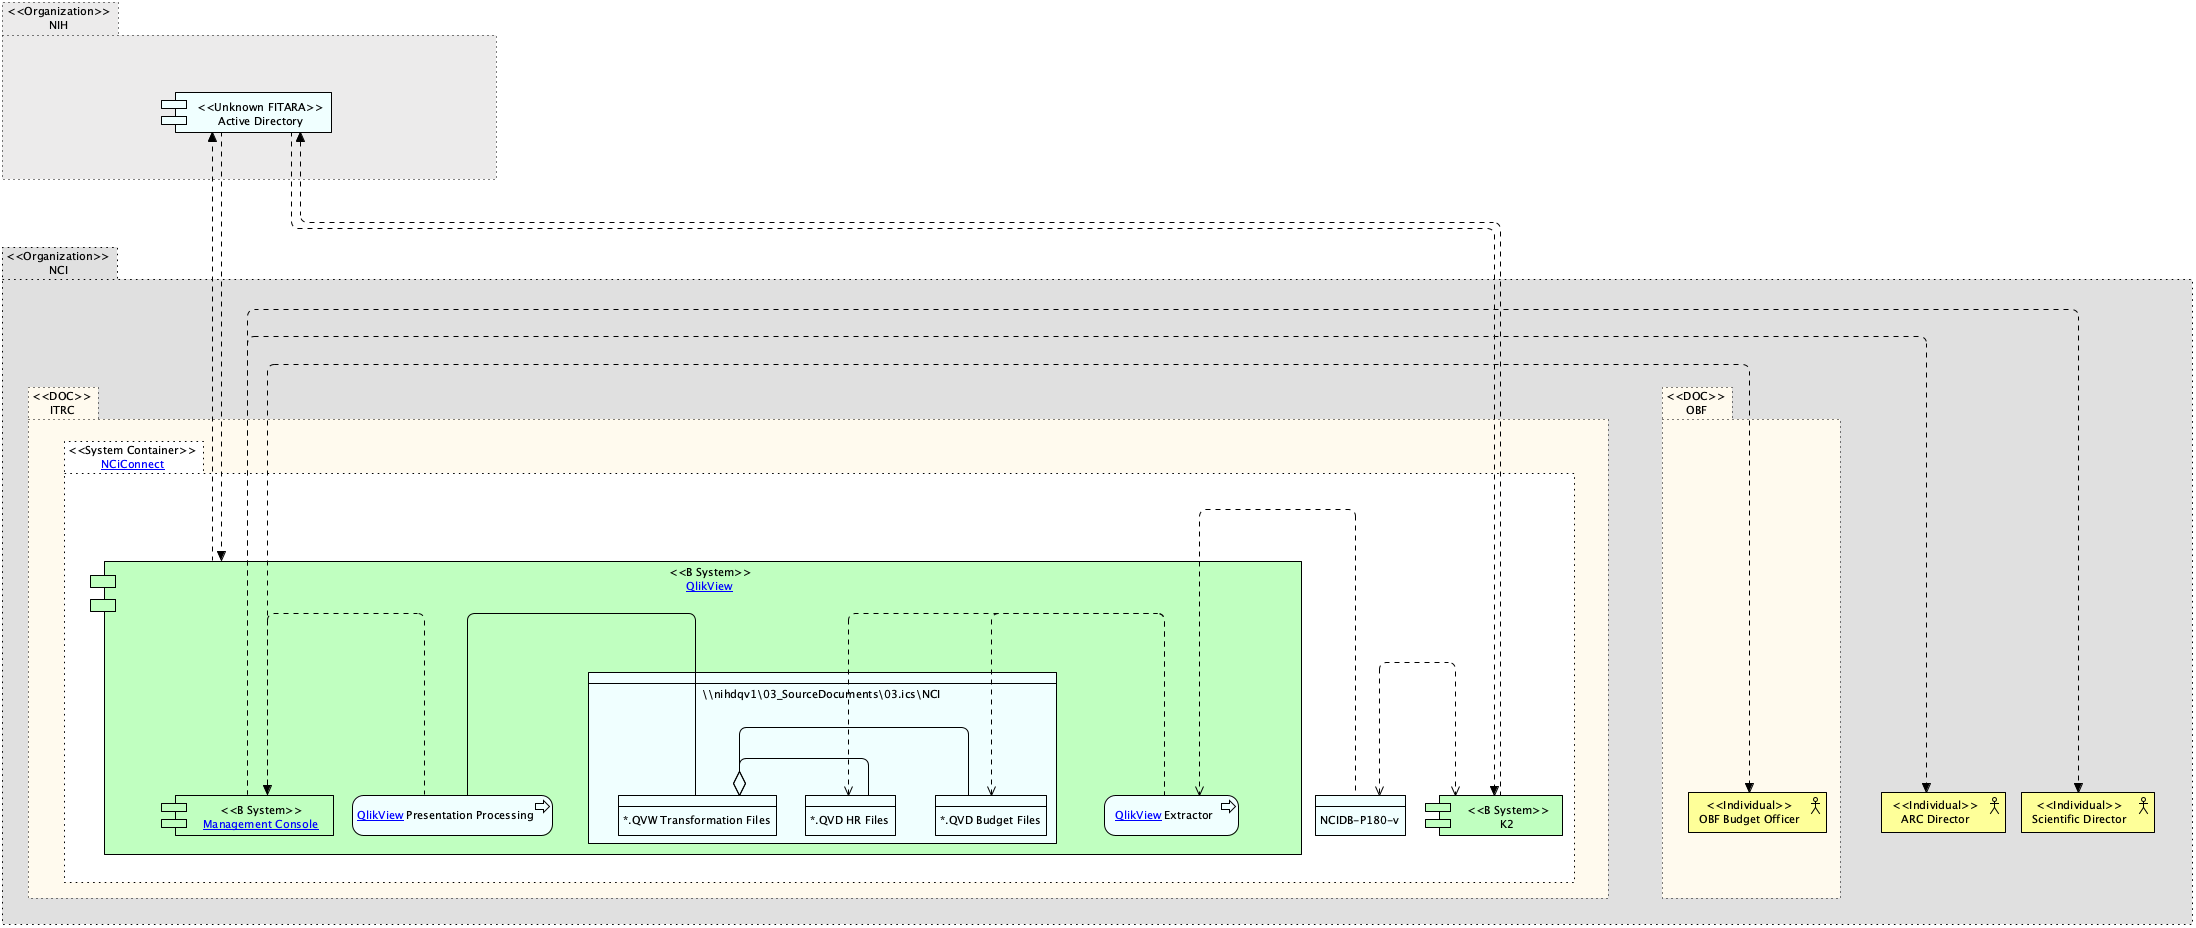 <<Organization>>
NIH
<<Unknown FITARA>>
Active Directory
<<Organization>>
NCI
<<DOC>>
ITRC
<<DOC>>
OBF
<<System Container>>
NCiConnect
<<B System>>
QlikView
\\nihdqv1\03_SourceDocuments\03.ics\NCI
<<B System>>
Management Console
QlikView Presentation Processing
*.QVW Transformation Files
*.QVD HR Files
*.QVD Budget Files
QlikView Extractor
NCIDB-P180-v
<<B System>>
K2
<<Individual>>
OBF Budget Officer
<<Individual>>
ARC Director
<<Individual>>
Scientific Director